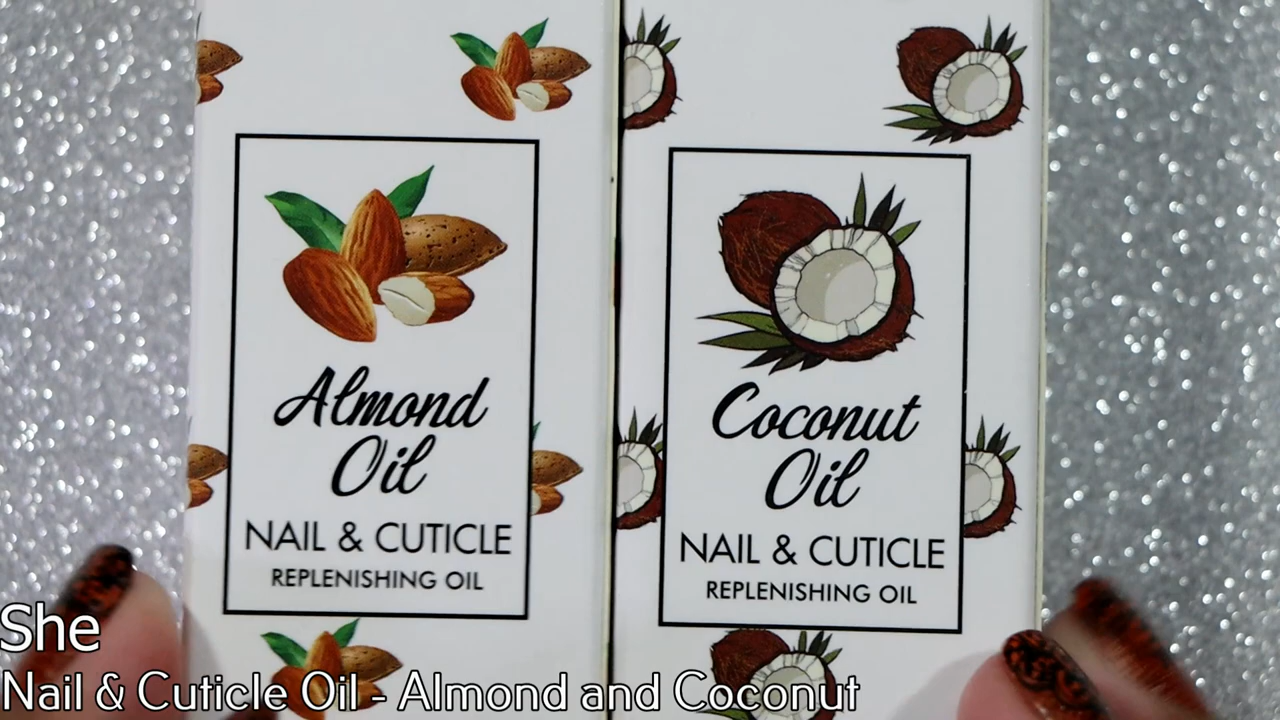 Almond
Oil
NAIL & CUTICLE
REPLENISHING OIL
Coconut
Oil
NAIL & CUTICLE
REPLENISHING OIL
She
Nail & Cuticle Oil - Almond and Coconut